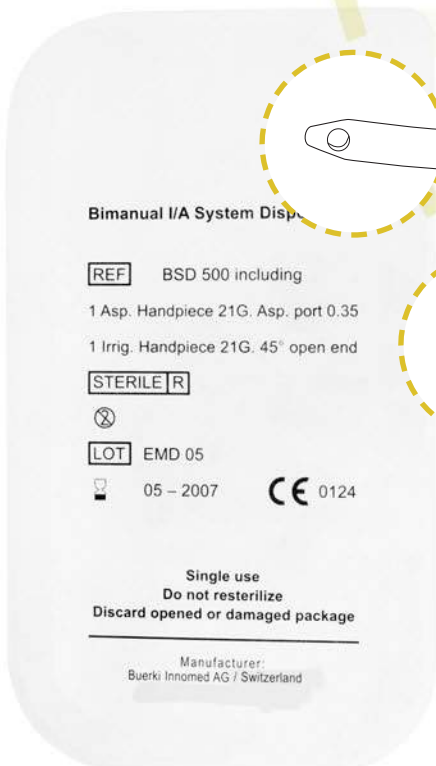 Bimanual I/A System
REF BSD 500 including
1 Asp. Handpiece 21G. Asp. port 0.35
1 Irrig. Handpiece 21G. 45° open end
STERILE R
2
LOT EMD 05
05 – 2007 CE 0124
Single use
Do not resterilize
Discard opened or damaged package
Manufacturer:
Buerki Innomed AG / Switzerland